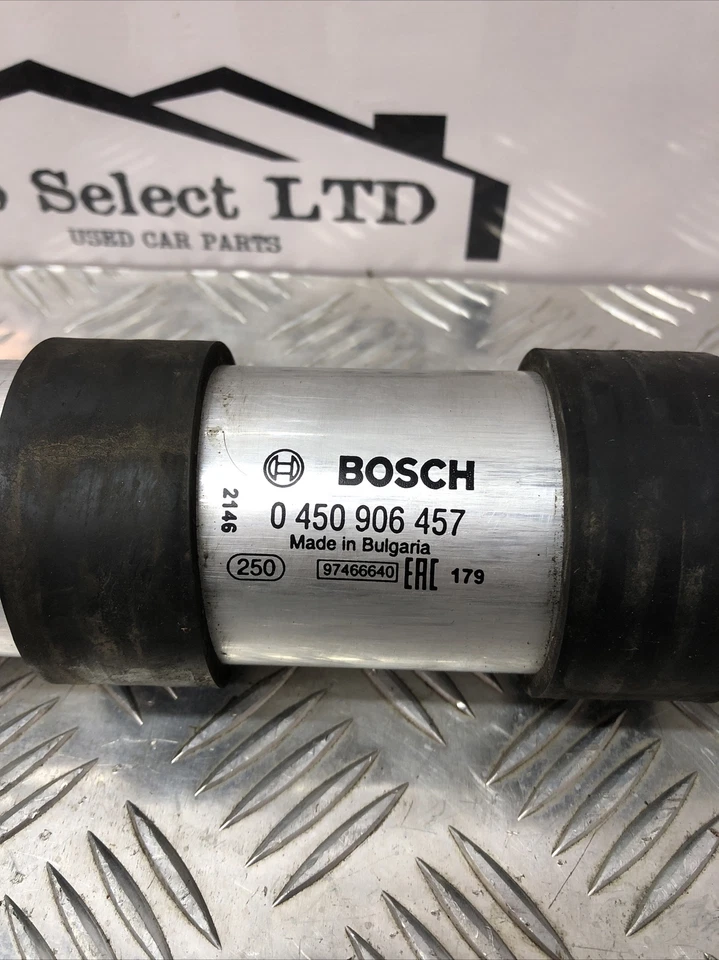 Select LTD
USED CAR PARTS
BOSCH
2146
0 450 906 457
Made in Bulgaria
250 97466640 EAC 179